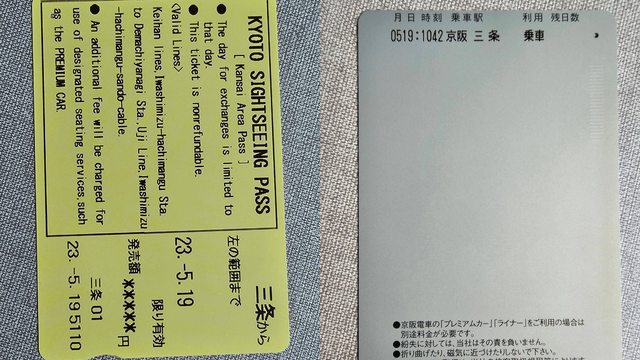 KYOTO SIGHTSEEING PASS
[ Kansai Area Pass ]
● The day for exchanges is limited to
that day.
● This ticket is nonrefundable.
<Valid Lines>
Keihan lines,Iwashimizu-hachimangu Sta.
to Demachiyanagi Sta.,Uji Line,Iwashimizu
-hachimangu-sando-cable.
● An additional fee will be charged for
use of designated seating services,such
as the PREMIUM CAR.
三条から
左の範囲まで
23.-5.19 限り有効
発売額 ****円
三条 01
23.-5.19 5110
月日 時刻 乗車駅 利用 残日数
0519:1042 京阪 三条 乗車
●京阪電車の「プレミアムカー」「ライナー」をご利用の場合は
別途料金が必要です。
●紛失に対しては、当社はその責を負いません。
●折り曲げたり、磁気に近づけたりしないで下さい。